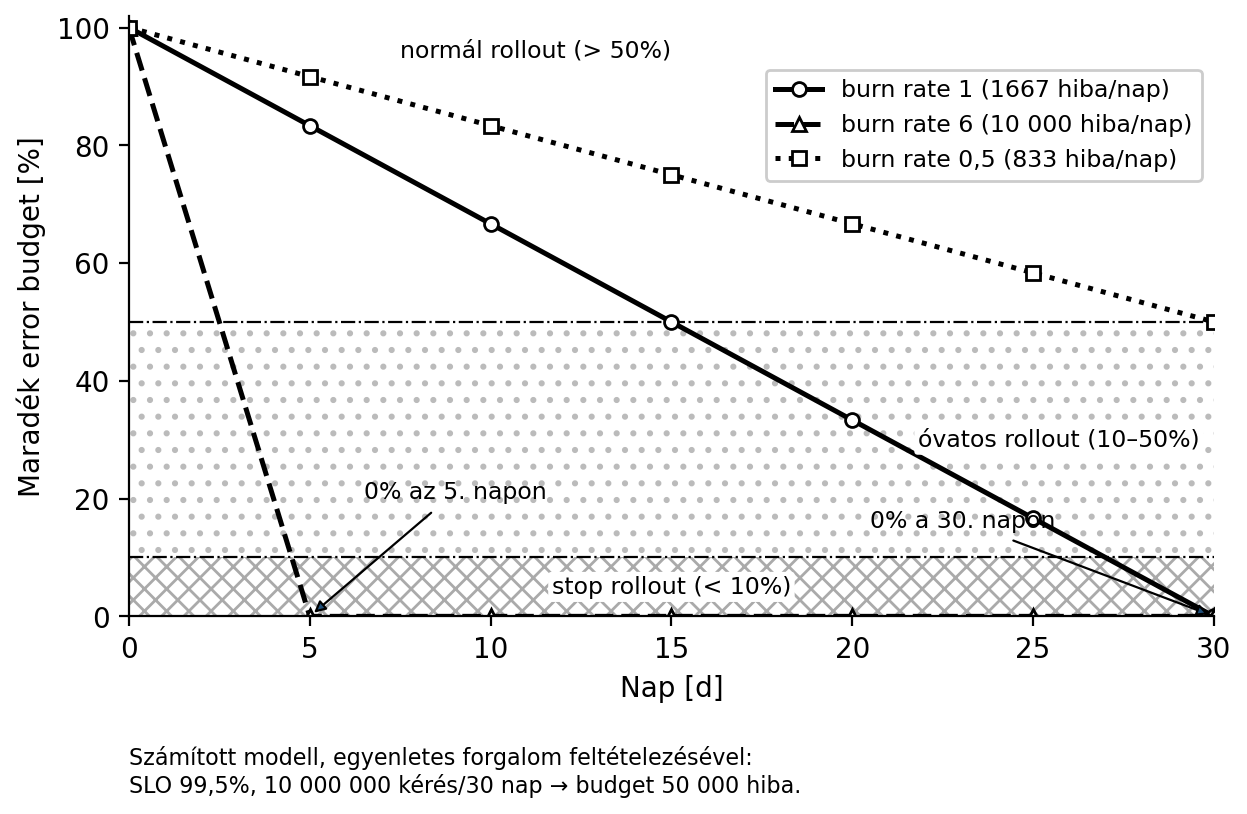 Maradék error budget [%]
100
80
60
40
20
0
normál rollout (> 50%)
burn rate 1 (1667 hiba/nap)
burn rate 6 (10 000 hiba/nap)
burn rate 0,5 (833 hiba/nap)
óvatos rollout (10–50%)
0% az 5. napon
0% a 30. napon
stop rollout (< 10%)
0 5 10 15 20 25 30
Nap [d]
Számított modell, egyenletes forgalom feltételezésével:
SLO 99,5%, 10 000 000 kérés/30 nap → budget 50 000 hiba.